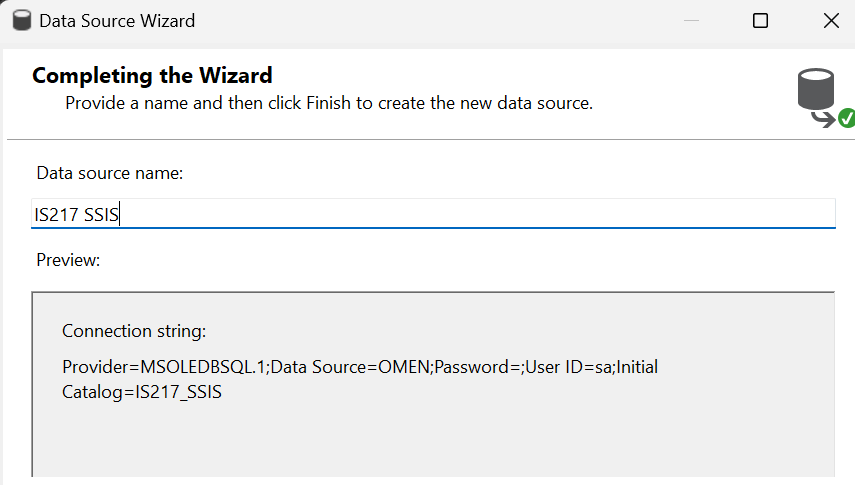 Data Source Wizard
Completing the Wizard
Provide a name and then click Finish to create the new data source.
Data source name:
IS217 SSIS
Preview:
Connection string:
Provider=MSOLEDBSQL.1;Data Source=OMEN;Password=;User ID=sa;Initial
Catalog=IS217_SSIS